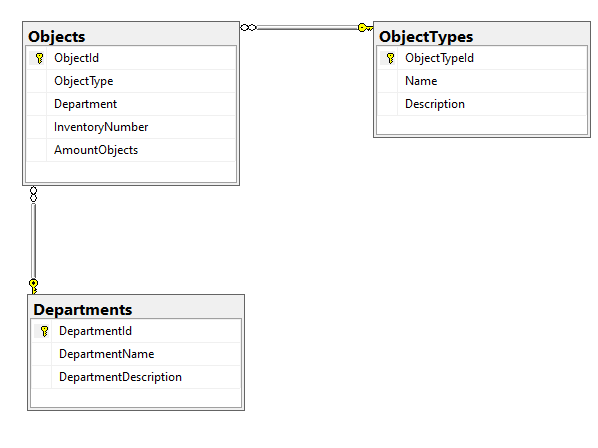 Objects
ObjectId
ObjectType
Department
InventoryNumber
AmountObjects
ObjectTypes
ObjectTypeId
Name
Description
Departments
DepartmentId
DepartmentName
DepartmentDescription